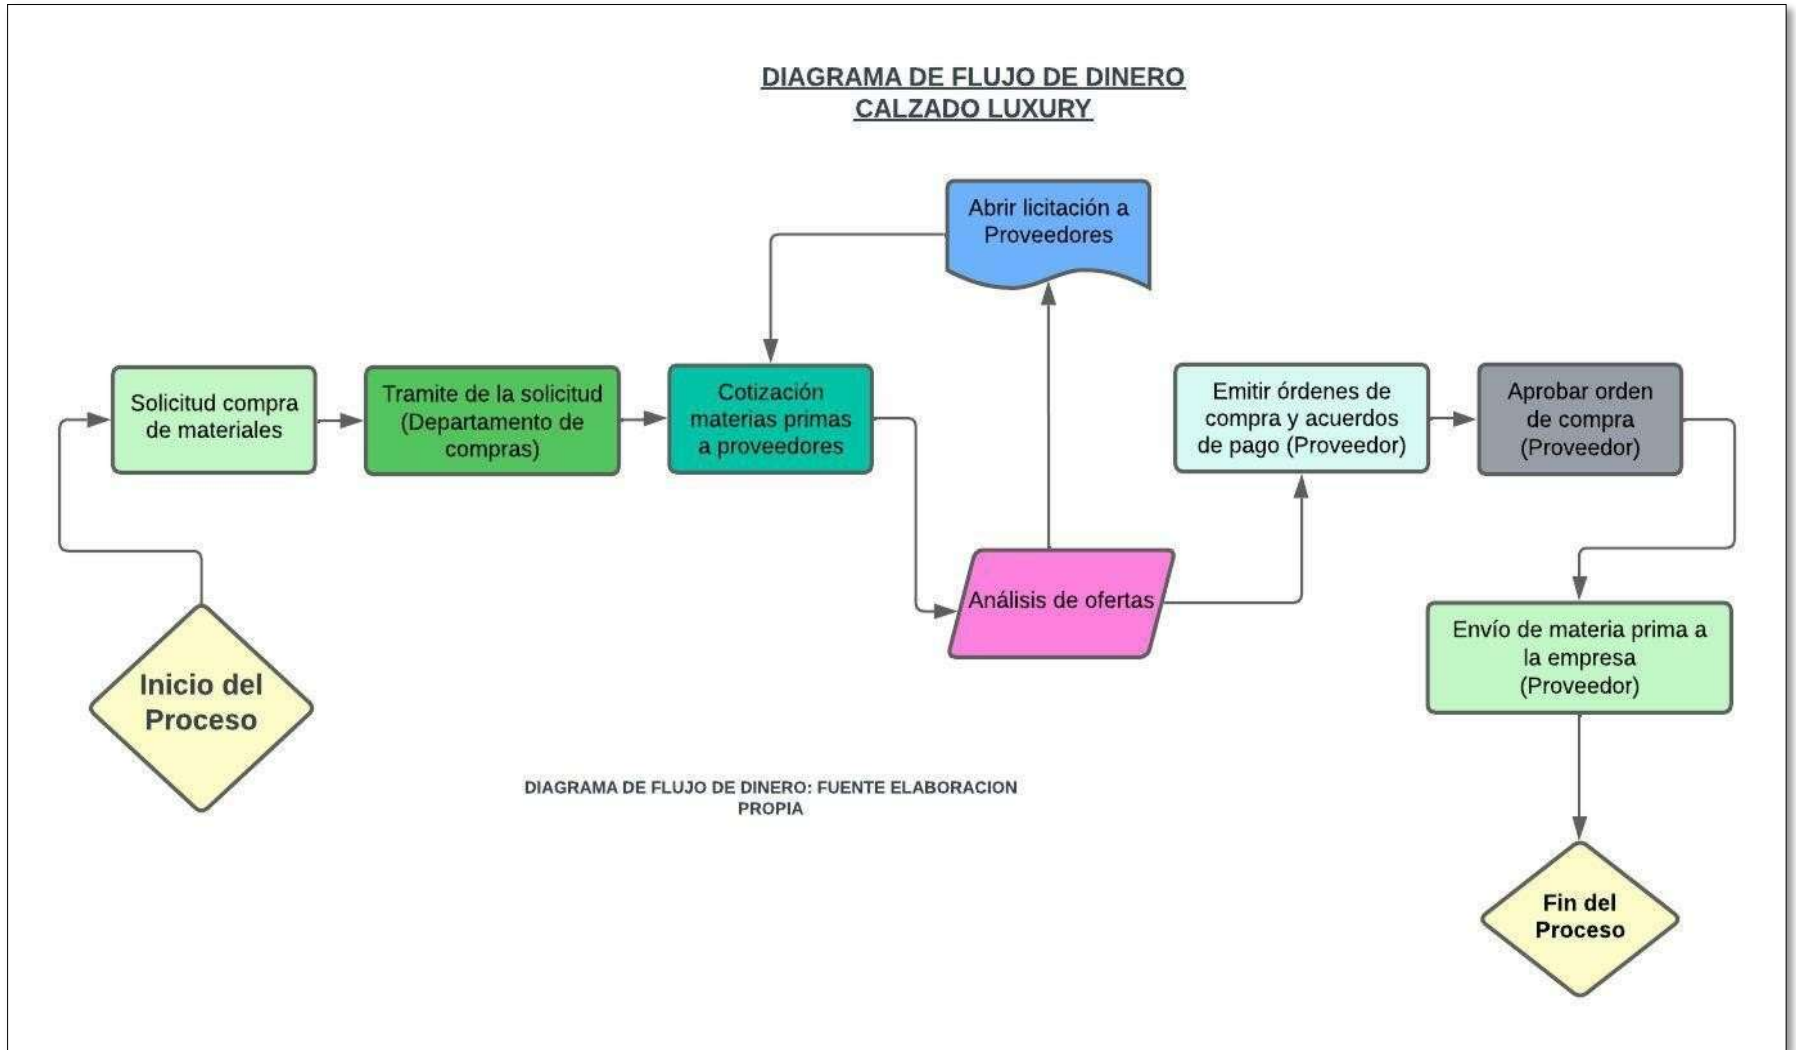 DIAGRAMA DE FLUJO DE DINERO
CALZADO LUXURY
Abrir licitación a
Proveedores
Solicitud compra
de materiales
Tramite de la solicitud
(Departamento de
compras)
Cotización
materias primas
a proveedores
Emitir órdenes de
compra y acuerdos
de pago (Proveedor)
Aprobar orden
de compra
(Proveedor)
Análisis de ofertas
Envío de materia prima a
la empresa
(Proveedor)
Inicio del
Proceso
DIAGRAMA DE FLUJO DE DINERO: FUENTE ELABORACION
PROPIA
Fin del
Proceso